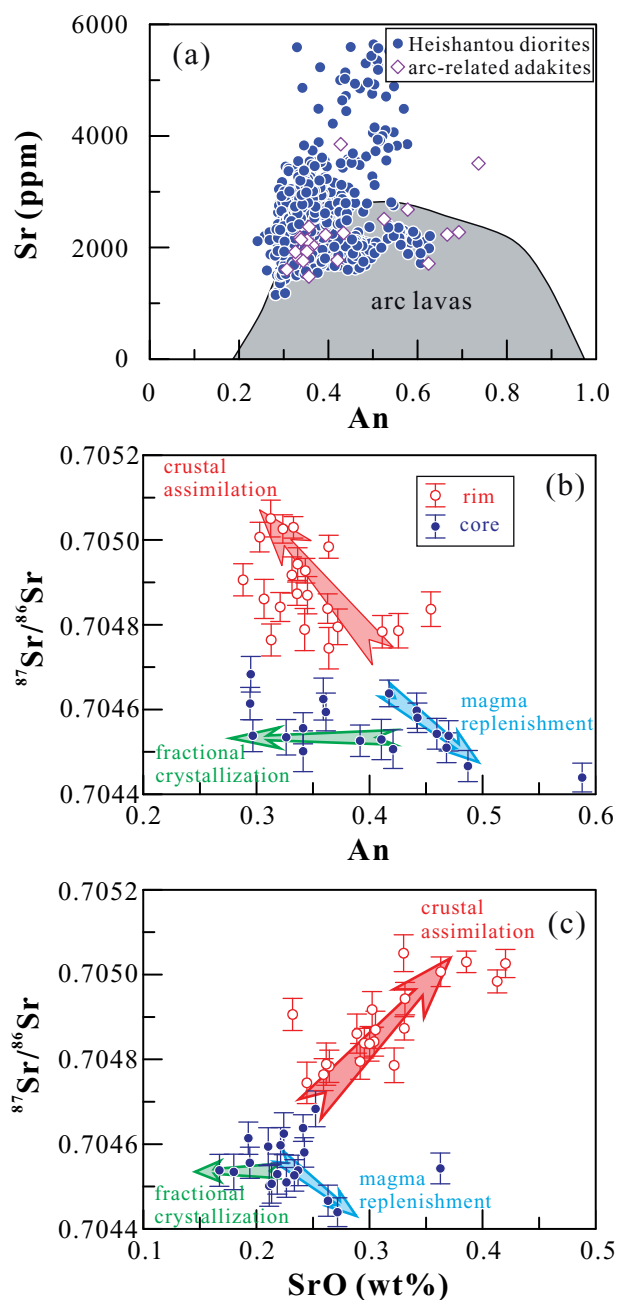 6000
(a)
Heishantou diorites
arc-related adakites
4000
Sr (ppm)
2000
arc lavas
0
0
0.2
0.4
0.6
0.8
1.0
An
0.7052
crustal
assimilation
(b)
rim
core
0.7050
⁸⁷Sr/⁸⁶Sr
0.7048
0.7046
magma
replenishment
fractional
crystallization
0.7044
0.2
0.3
0.4
0.5
0.6
An
0.7052
crustal
assimilation
(c)
0.7050
⁸⁷Sr/⁸⁶Sr
0.7048
0.7046
fractional
crystallization
magma
replenishment
0.7044
0.1
0.2
0.3
0.4
0.5
SrO (wt%)